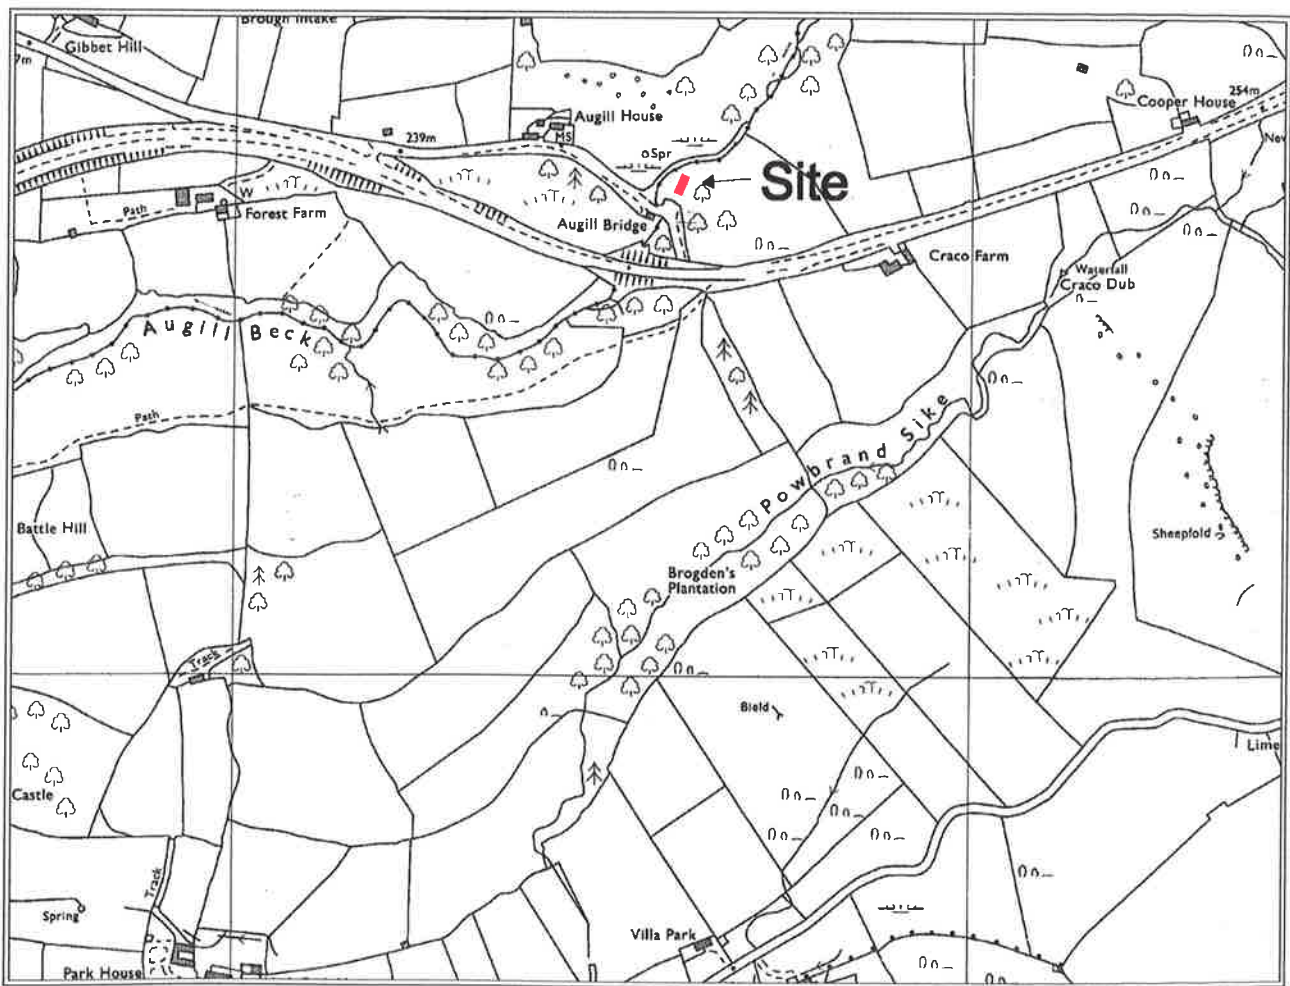 Brough Intake
Gibbet Hill
7m
239m
Augill House
MS
Spr
Site
254m
Cooper House
New
W
Path
Forest Farm
Augill Bridge
Craco Farm
Waterfall
Craco Dub
Augill Beck
Path
Powbrand Sike
Battle Hill
Sheepfold
Brogden's
Plantation
Track
Bield
Lime
Castle
Track
Spring
Villa Park
Park House